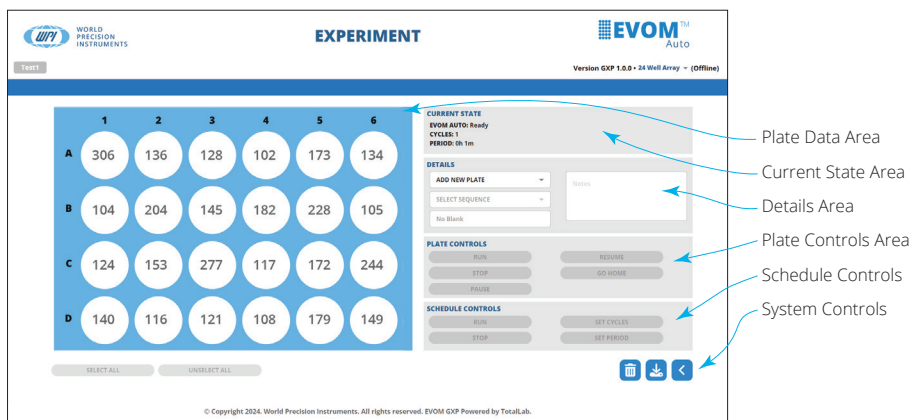 WPI WORLD
PRECISION
INSTRUMENTS
EXPERIMENT
EVOM™
Auto
Test1
Version GXP 1.0.0 • 24 Well Array (Offline)
1 2 3 4 5 6
A 306 136 128 102 173 134
B 104 204 145 182 228 105
C 124 153 277 117 172 244
D 140 116 121 108 179 149
SELECT ALL UNSELECT ALL
CURRENT STATE
EVOM AUTO: Ready
CYCLES: 1
PERIOD: 0h 1m
DETAILS
ADD NEW PLATE
SELECT SEQUENCE
No Blank
Notes
PLATE CONTROLS
RUN RESUME
STOP GO HOME
PAUSE
SCHEDULE CONTROLS
RUN SET CYCLES
STOP SET PERIOD
Plate Data Area
Current State Area
Details Area
Plate Controls Area
Schedule Controls
System Controls
© Copyright 2024. World Precision Instruments. All rights reserved. EVOM GXP Powered by TotalLab.